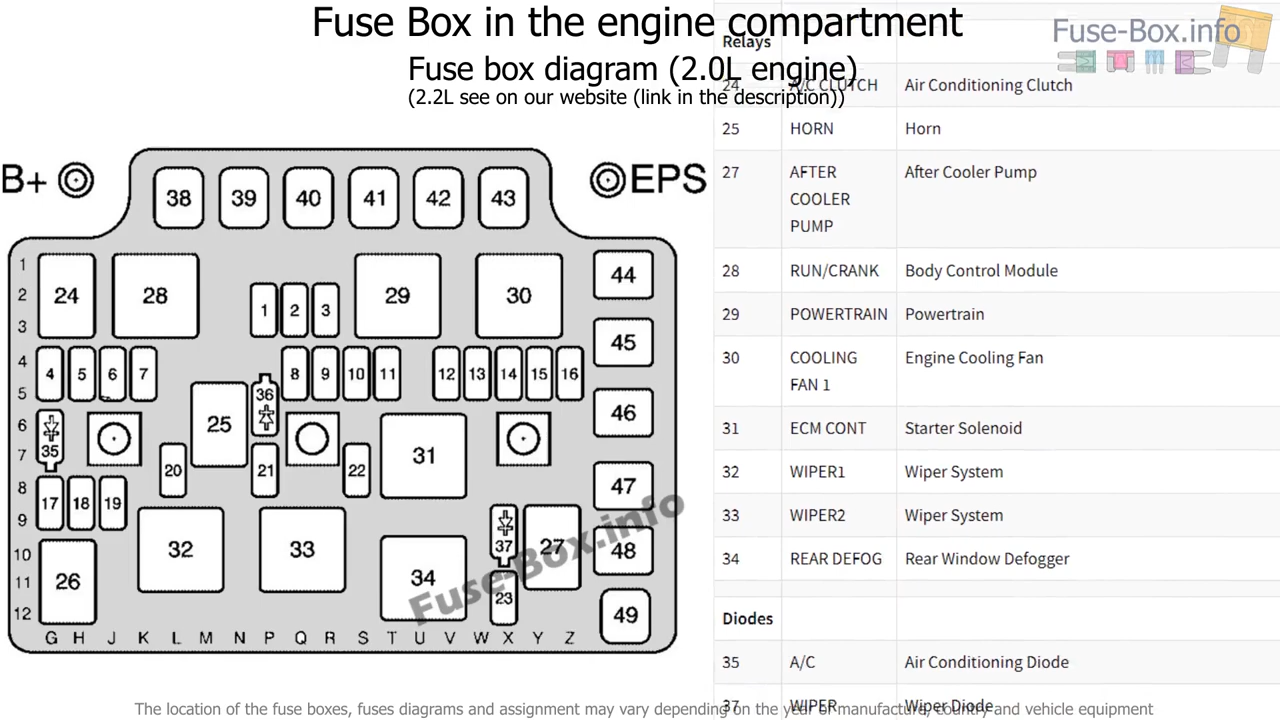 Fuse Box in the engine compartment
Fuse box diagram (2.0L engine)
(2.2L see on our website (link in the description))
Fuse-Box.info
B+
EPS
38 39 40 41 42 43
1
2
3
4
5
6
7
8
9
10
11
12
24 28 29 30 44
1 2 3
45
4 5 6 7 8 9 10 11 12 13 14 15 16
36
46
25
35
31
20 21 22
47
17 18 19
32 33 37 27 48
26 34
23
49
G H J K L M N P Q R S T U V W X Y Z
Fuse-Box.info
Relays
24 A/C CLUTCH Air Conditioning Clutch
25 HORN Horn
27 AFTER After Cooler Pump
COOLER
PUMP
28 RUN/CRANK Body Control Module
29 POWERTRAIN Powertrain
30 COOLING Engine Cooling Fan
FAN 1
31 ECM CONT Starter Solenoid
32 WIPER1 Wiper System
33 WIPER2 Wiper System
34 REAR DEFOG Rear Window Defogger
Diodes
35 A/C Air Conditioning Diode
37 WIPER Wiper Diode
The location of the fuse boxes, fuses diagrams and assignment may vary depending on the year of manufacture, country and vehicle equipment